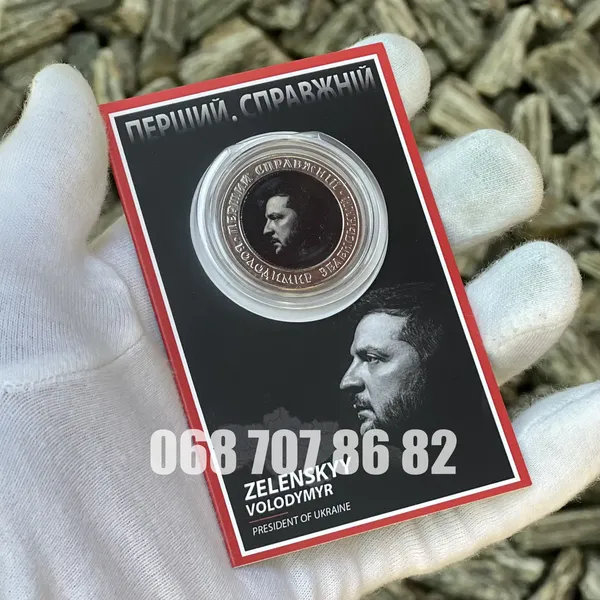 ПЕРШИЙ. СПРАВЖНІЙ
ПЕРШИЙ СПРАВЖНІЙ
ВОЛОДИМИР ЗЕЛЕНСЬКИЙ
068 707 86 82
ZELENSKYY
VOLODYMYR
PRESIDENT OF UKRAINE